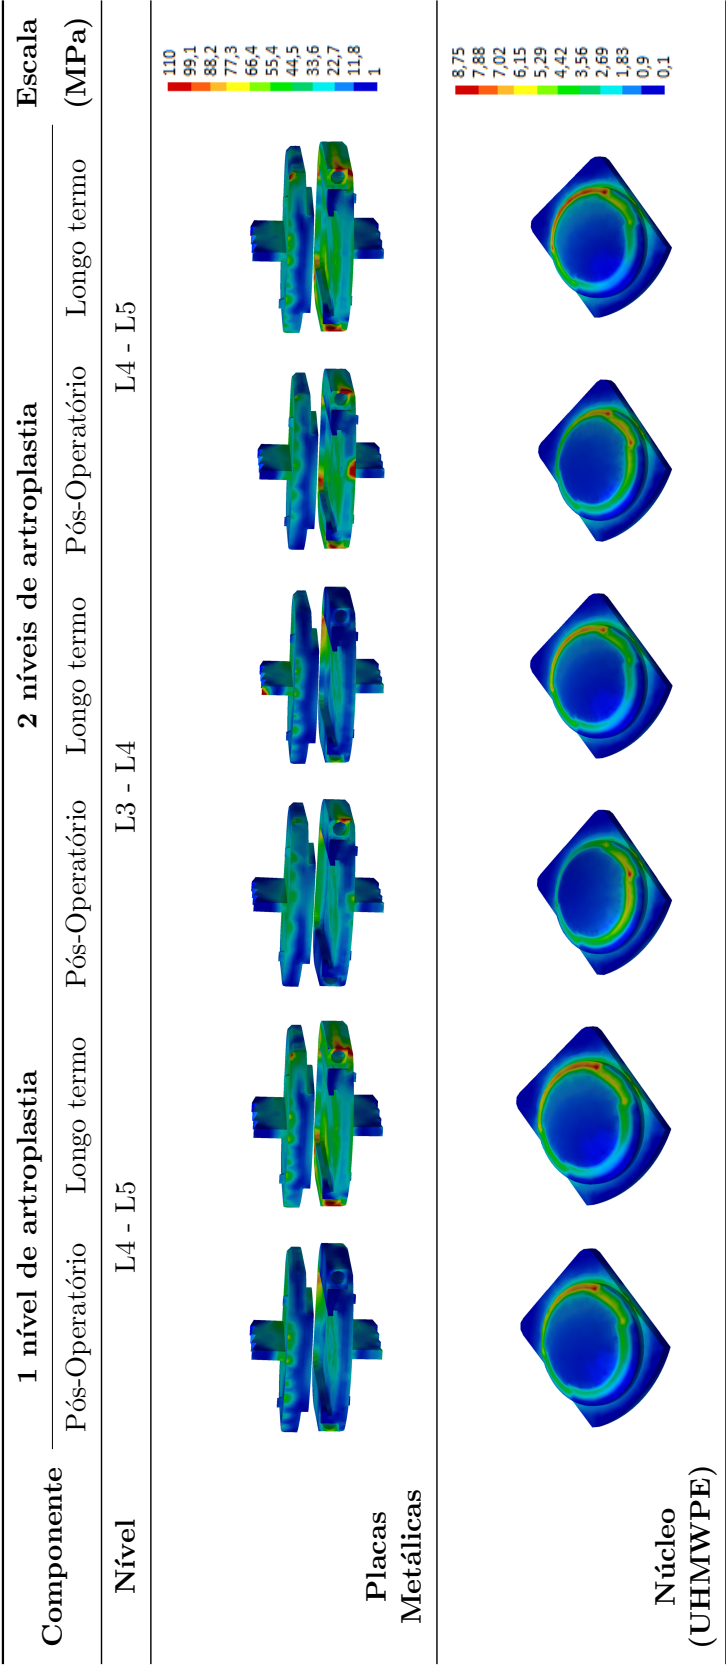 Componente
1 nível de artroplastia
2 níveis de artroplastia
Escala
(MPa)
Pós-Operatório
Longo termo
Pós-Operatório
Longo termo
Pós-Operatório
Longo termo
Nível
L4 - L5
L3 - L4
L4 - L5
Placas
Metálicas
110
99,1
88,2
77,3
66,4
55,4
44,5
33,6
22,7
11,8
1
Núcleo
(UHMWPE)
8,75
7,88
7,02
6,15
5,29
4,42
3,56
2,69
1,83
0,9
0,1